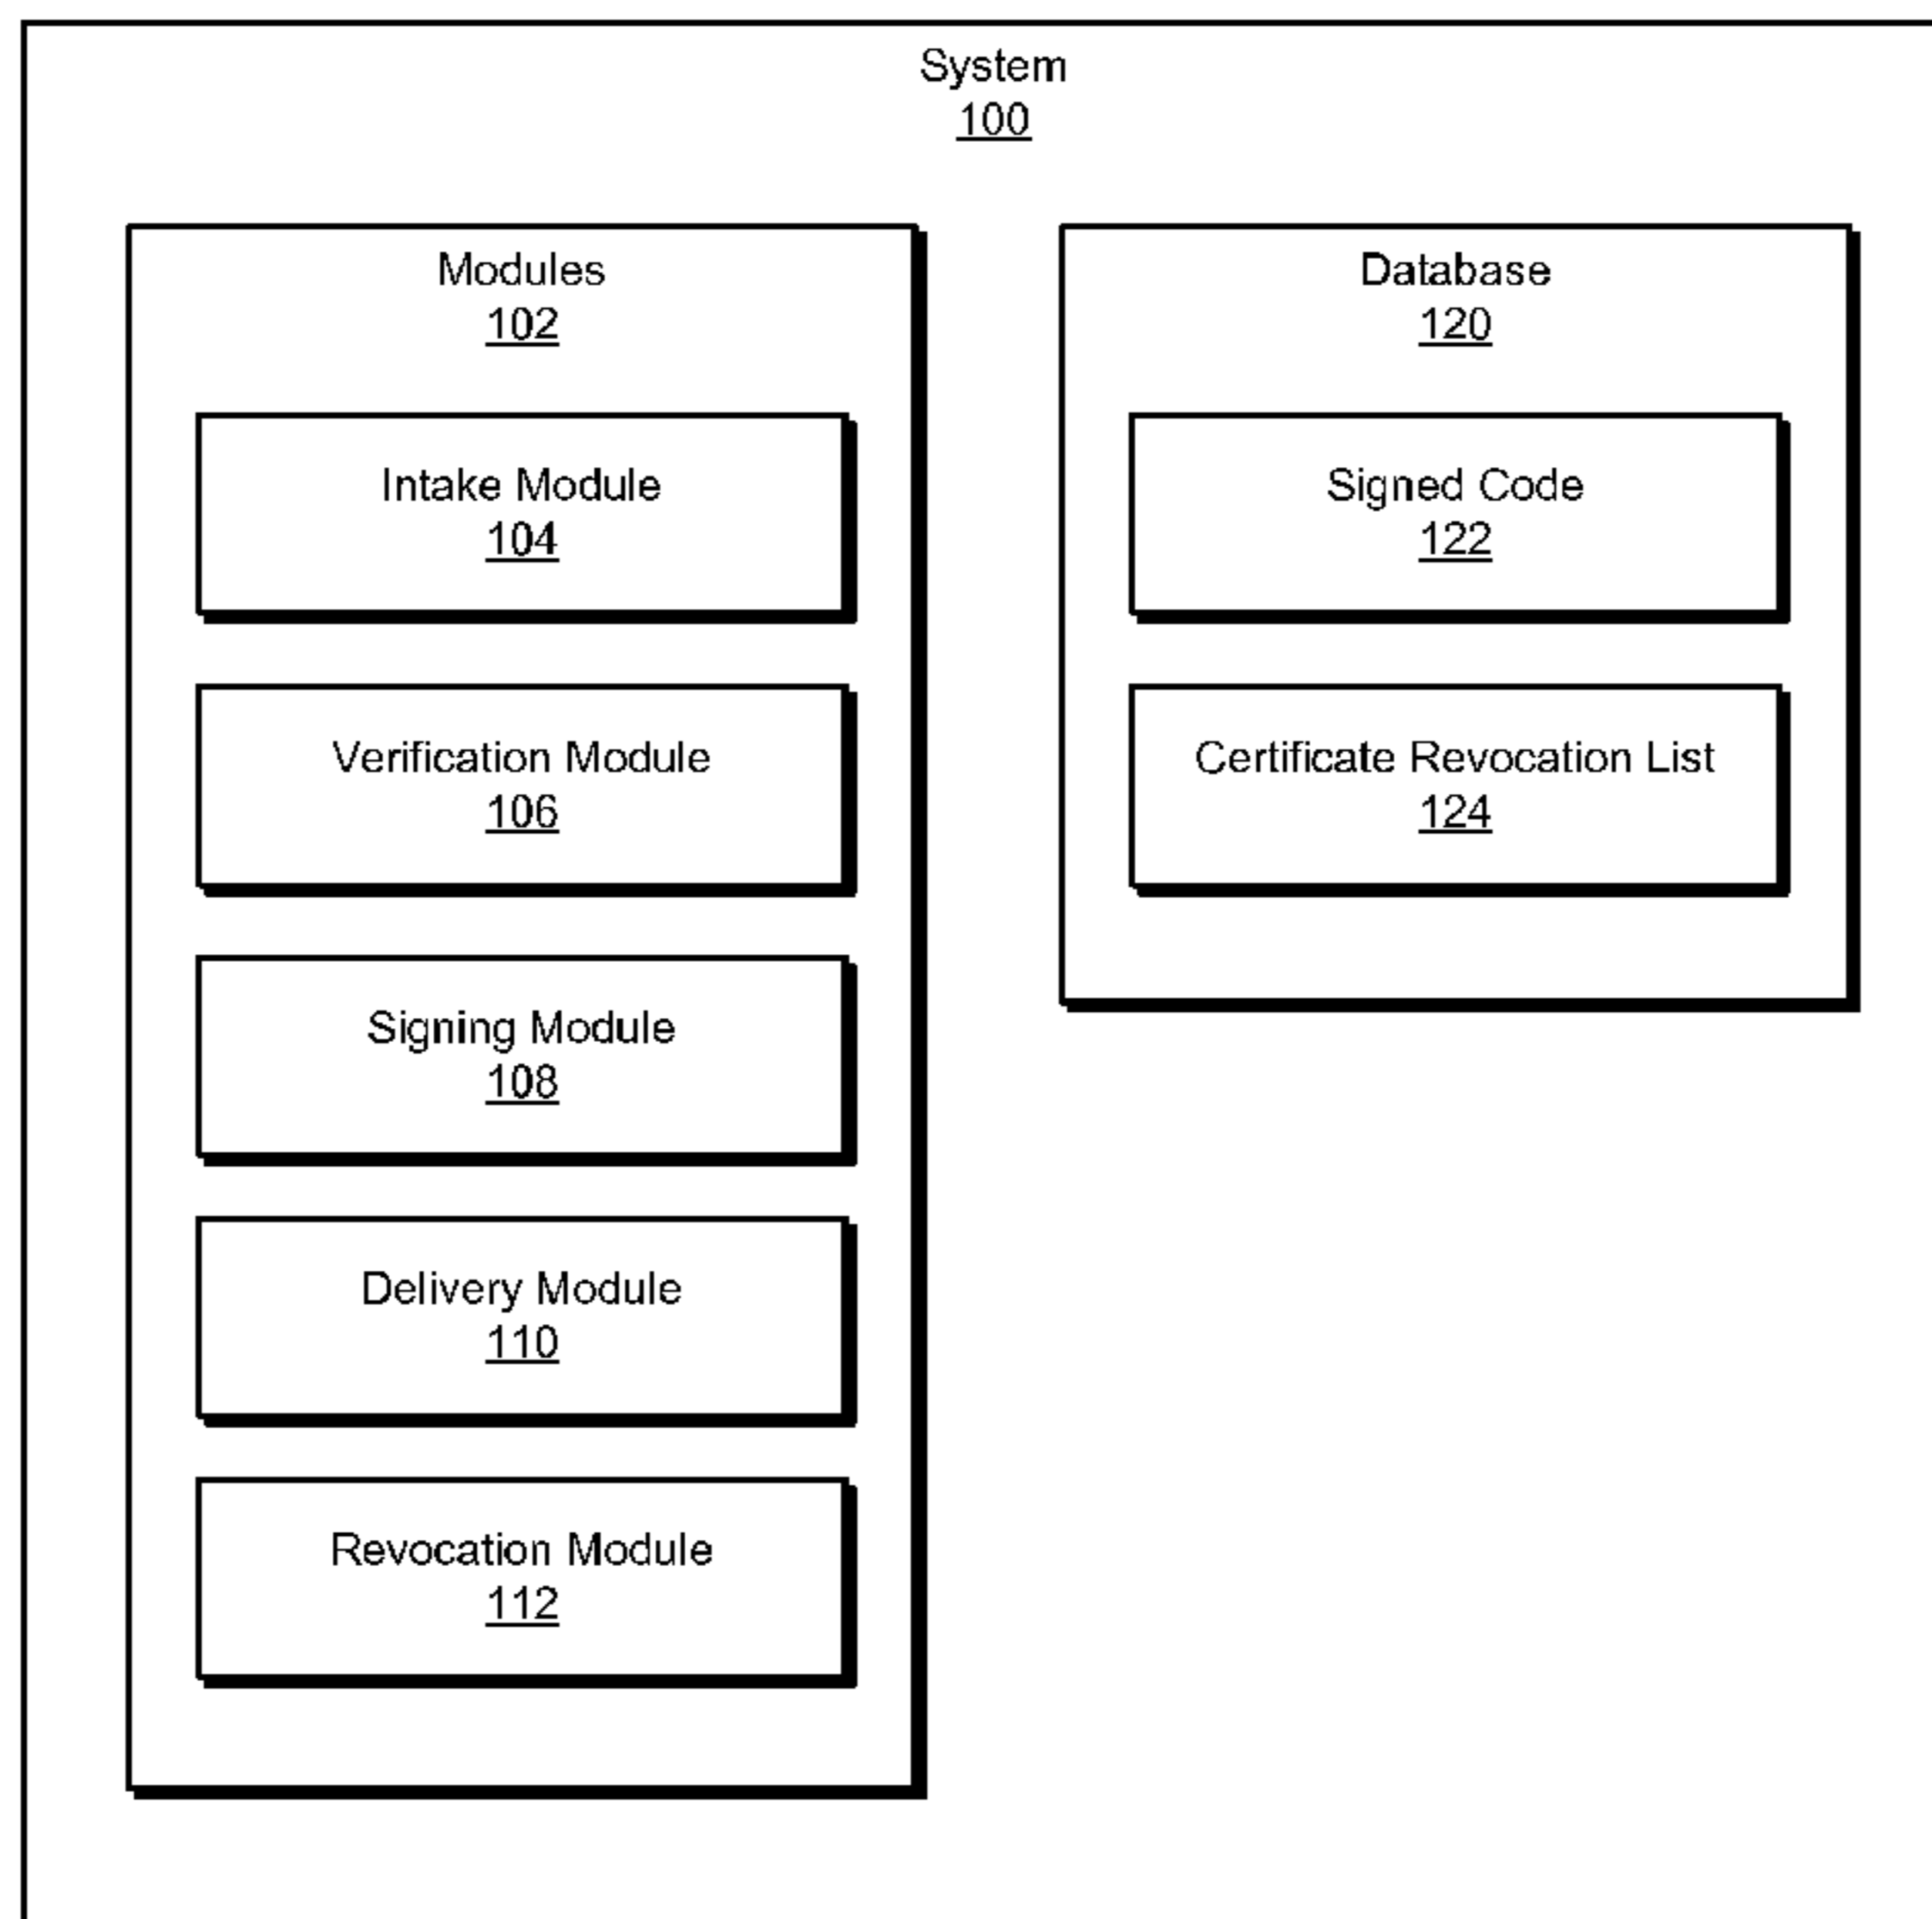 System
100
Modules
102
Intake Module
104
Verification Module
106
Signing Module
108
Delivery Module
110
Revocation Module
112
Database
120
Signed Code
122
Certificate Revocation List
124